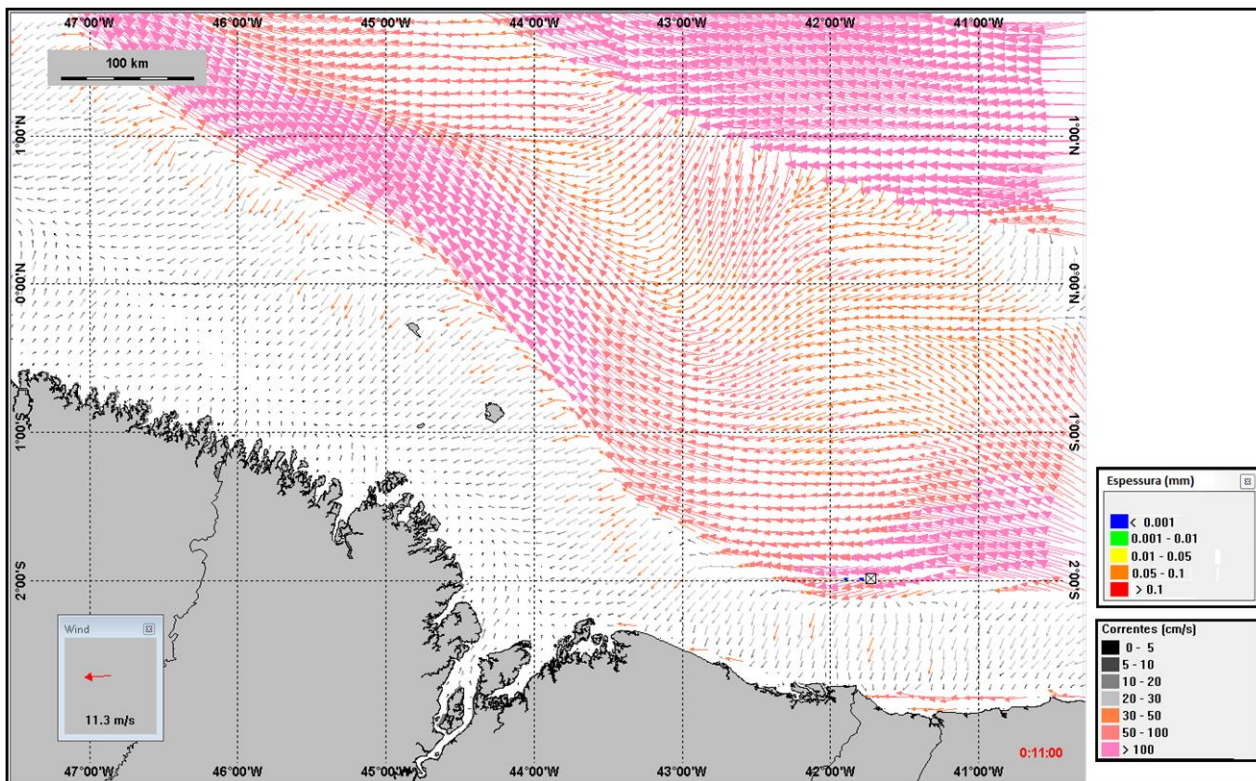 47°00'W 46°00'W 45°00'W 44°00'W 43°00'W 42°00'W 41°00'W
100 km
1°00'N 1°00'N
0°00'N 0°00'N
1°00'S 1°00'S
2°00'S 2°00'S
Wind
11.3 m/s
0:11:00
47°00'W 46°00'W 45°00'W 44°00'W 43°00'W 42°00'W 41°00'W
Espessura (mm)
< 0.001
0.001 - 0.01
0.01 - 0.05
0.05 - 0.1
> 0.1
Correntes (cm/s)
0 - 5
5 - 10
10 - 20
20 - 30
30 - 50
50 - 100
> 100